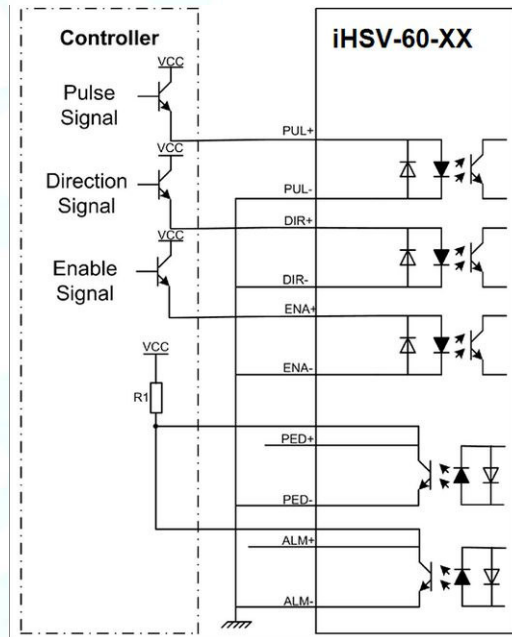 Controller
iHSV-60-XX
VCC
Pulse
Signal
PUL+
VCC
PUL-
Direction
Signal
DIR+
VCC
Enable
Signal
DIR-
ENA+
VCC
ENA-
R1
PED+
PED-
ALM+
ALM-